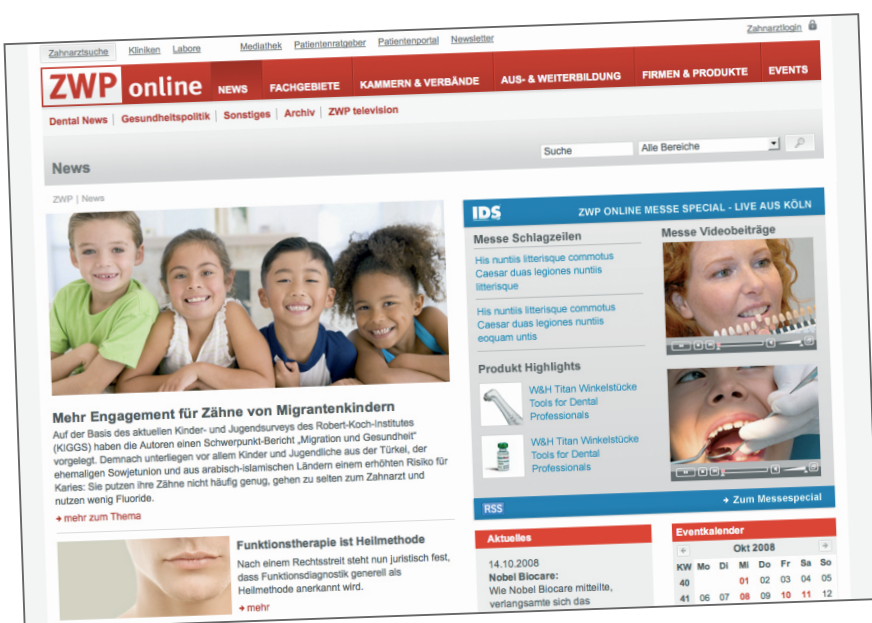 Zahnarztsuche Kliniken Labore Mediathek Patientenratgeber Patientenportal Newsletter Zahnarztlogin
ZWP online NEWS FACHGEBIETE KAMMERN & VERBÄNDE AUS- & WEITERBILDUNG FIRMEN & PRODUKTE EVENTS
Dental News | Gesundheitspolitik | Sonstiges | Archiv | ZWP television
Suche Alle Bereiche
News
ZWP | News
Mehr Engagement für Zähne von Migrantenkindern
Auf der Basis des aktuellen Kinder- und Jugendsurveys des Robert-Koch-Institutes
(KIGGS) haben die Autoren einen Schwerpunkt-Bericht „Migration und Gesundheit"
vorgelegt. Demnach unterliegen vor allem Kinder und Jugendliche aus der Türkei, der
ehemaligen Sowjetunion und aus arabisch-islamischen Ländern einem erhöhten Risiko für
Karies: Sie putzen ihre Zähne nicht häufig genug, gehen zu selten zum Zahnarzt und
nutzen wenig Fluoride.
mehr zum Thema
Funktionstherapie ist Heilmethode
Nach einem Rechtsstreit steht nun juristisch fest,
dass Funktionsdiagnostik generell als
Heilmethode anerkannt wird.
mehr
IDS ZWP ONLINE MESSE SPECIAL - LIVE AUS KÖLN
Messe Schlagzeilen
His nuntiis litterisque commotus
Caesar duas legiones nuntiis
litterisque
His nuntiis litterisque commotus
Caesar duas legiones nuntiis
eoquam untis
Produkt Highlights
W&H Titan Winkelstücke
Tools for Dental
Professionals
W&H Titan Winkelstücke
Tools for Dental
Professionals
Messe Videobeiträge
RSS Zum Messespecial
Aktuelles
14.10.2008
Nobel Biocare:
Wie Nobel Biocare mitteilte,
verlangsamte sich das
Eventkalender
Okt 2008
KW Mo Di Mi Do Fr Sa So
40 01 02 03 04 05
41 06 07 08 09 10 11 12